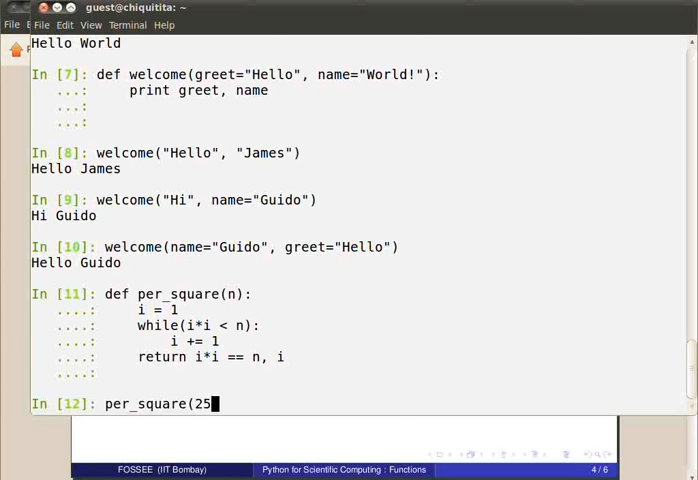 guest@chiquitita: ~
File
File Edit View Terminal Help
Hello World
In [7]: def welcome(greet="Hello", name="World!"):
...: print greet, name
...:
...:
In [8]: welcome("Hello", "James")
Hello James
In [9]: welcome("Hi", name="Guido")
Hi Guido
In [10]: welcome(name="Guido", greet="Hello")
Hello Guido
In [11]: def per_square(n):
....: i = 1
....: while(i*i < n):
....: i += 1
....: return i*i == n, i
....:
In [12]: per_square(25
FOSSEE (IIT Bombay) Python for Scientific Computing : Functions 4 / 6